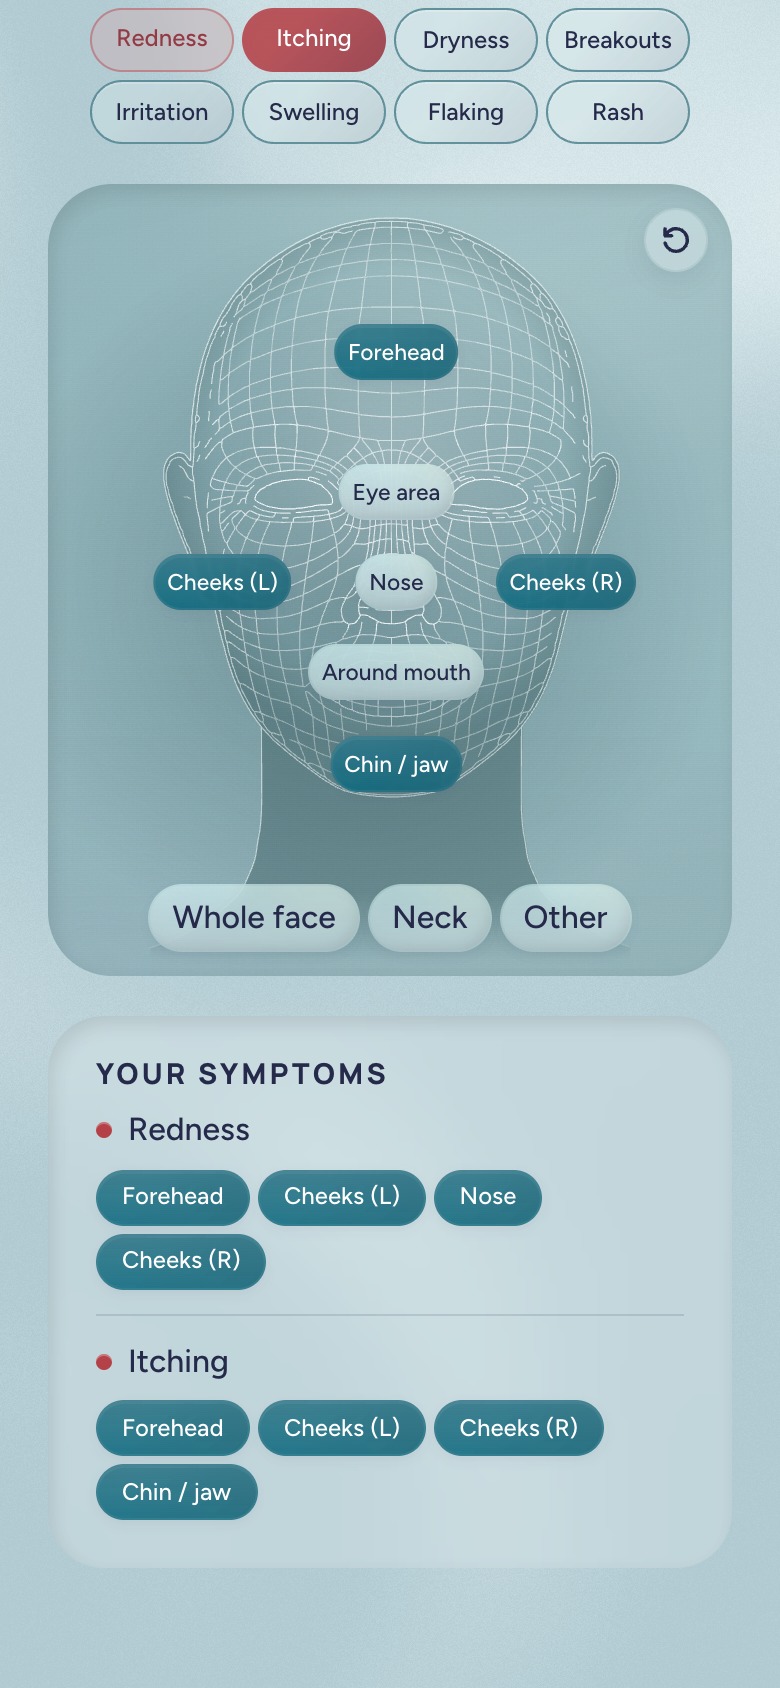 Redness Itching Dryness Breakouts
Irritation Swelling Flaking Rash
Forehead
Eye area
Cheeks (L) Nose Cheeks (R)
Around mouth
Chin / jaw
Whole face Neck Other
YOUR SYMPTOMS
Redness
Forehead Cheeks (L) Nose
Cheeks (R)
Itching
Forehead Cheeks (L) Cheeks (R)
Chin / jaw